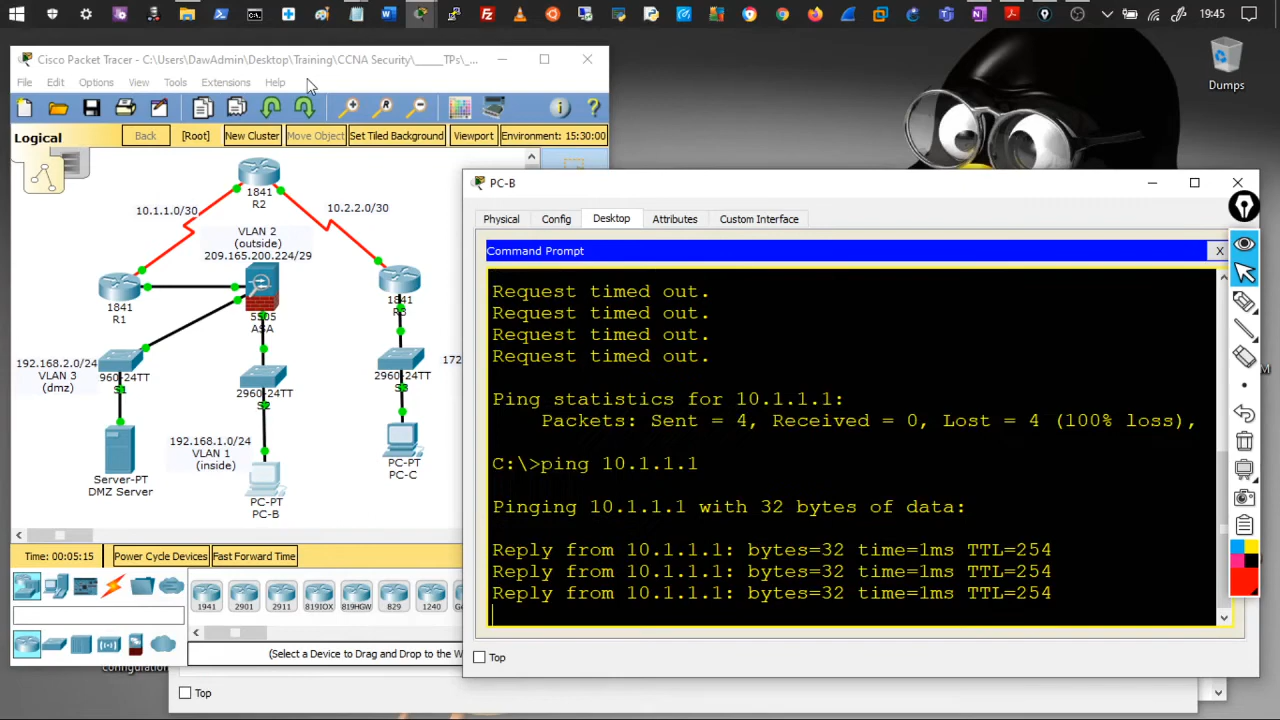 19:45
Dumps
Cisco Packet Tracer - C:\Users\DawAdmin\Desktop\Training\CCNA Security\_____TPs\_...
File Edit Options View Tools Extensions Help
Logical
Back
[Root]
New Cluster
Move Object
Set Tiled Background
Viewport
Environment: 15:30:00
1841
R2
10.1.1.0/30
10.2.2.0/30
VLAN 2
(outside)
209.165.200.224/29
1841
R1
5505
ASA
1841
R3
192.168.2.0/24
VLAN 3
(dmz)
960-24TT
S1
2960-24TT
S2
2960-24TT
S3
172
192.168.1.0/24
VLAN 1
(inside)
Server-PT
DMZ Server
PC-PT
PC-B
PC-PT
PC-C
Time: 00:05:15
Power Cycle Devices
Fast Forward Time
1941
2901
2911
819IOX
819HGW
829
1240
(Select a Device to Drag and Drop to the W
configuration
Top
PC-B
Physical
Config
Desktop
Attributes
Custom Interface
Command Prompt
X
Request timed out.
Request timed out.
Request timed out.
Request timed out.
Ping statistics for 10.1.1.1:
Packets: Sent = 4, Received = 0, Lost = 4 (100% loss),
C:\>ping 10.1.1.1
Pinging 10.1.1.1 with 32 bytes of data:
Reply from 10.1.1.1: bytes=32 time=1ms TTL=254
Reply from 10.1.1.1: bytes=32 time=1ms TTL=254
Reply from 10.1.1.1: bytes=32 time=1ms TTL=254
Top